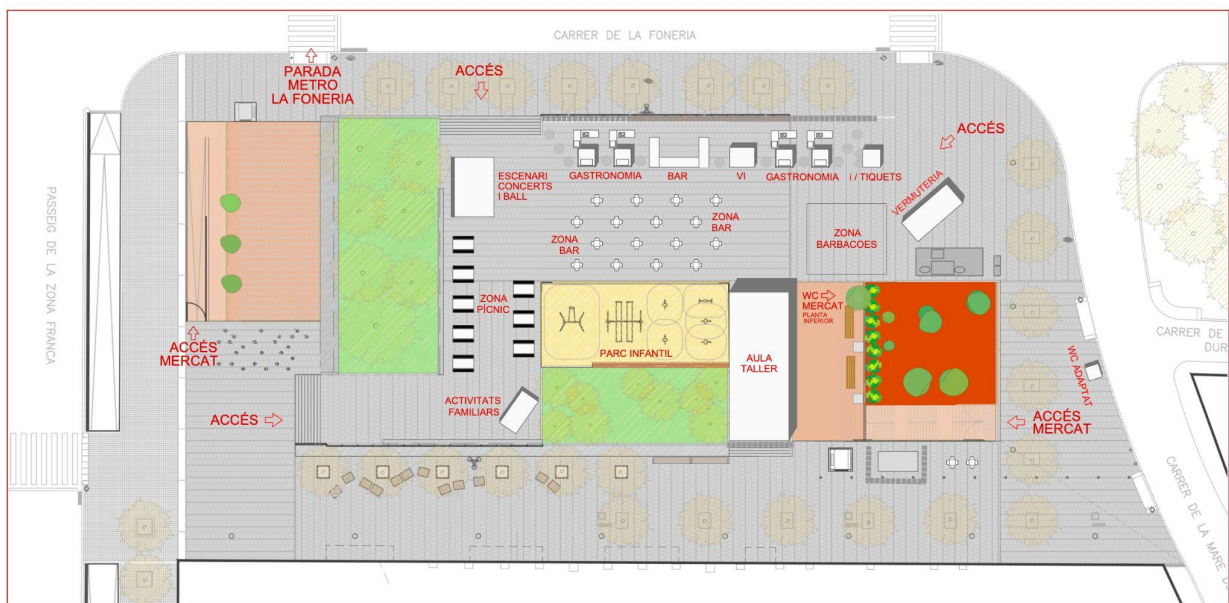 CARRER DE LA FONERIA
PARADA
METRO
LA FONERIA
ACCÉS
ACCÉS
ESCENARI
CONCERTS
I BALL
GASTRONOMIA
BAR
VI
GASTRONOMIA
i / TIQUETS
VERMUTERIA
ZONA
BAR
ZONA
BAR
ZONA
BARBACOES
PASSEIG DE LA ZONA FRANCA
ZONA
PÍCNIC
WC
MERCAT
PLANTA
INFERIOR
CARRER DE
DUR
ACCÉS
MERCAT
PARC INFANTIL
AULA
TALLER
WC ADAPTAT
ACTIVITATS
FAMILIARS
ACCÉS
ACCÉS
MERCAT
CARRER DE LA MARE D